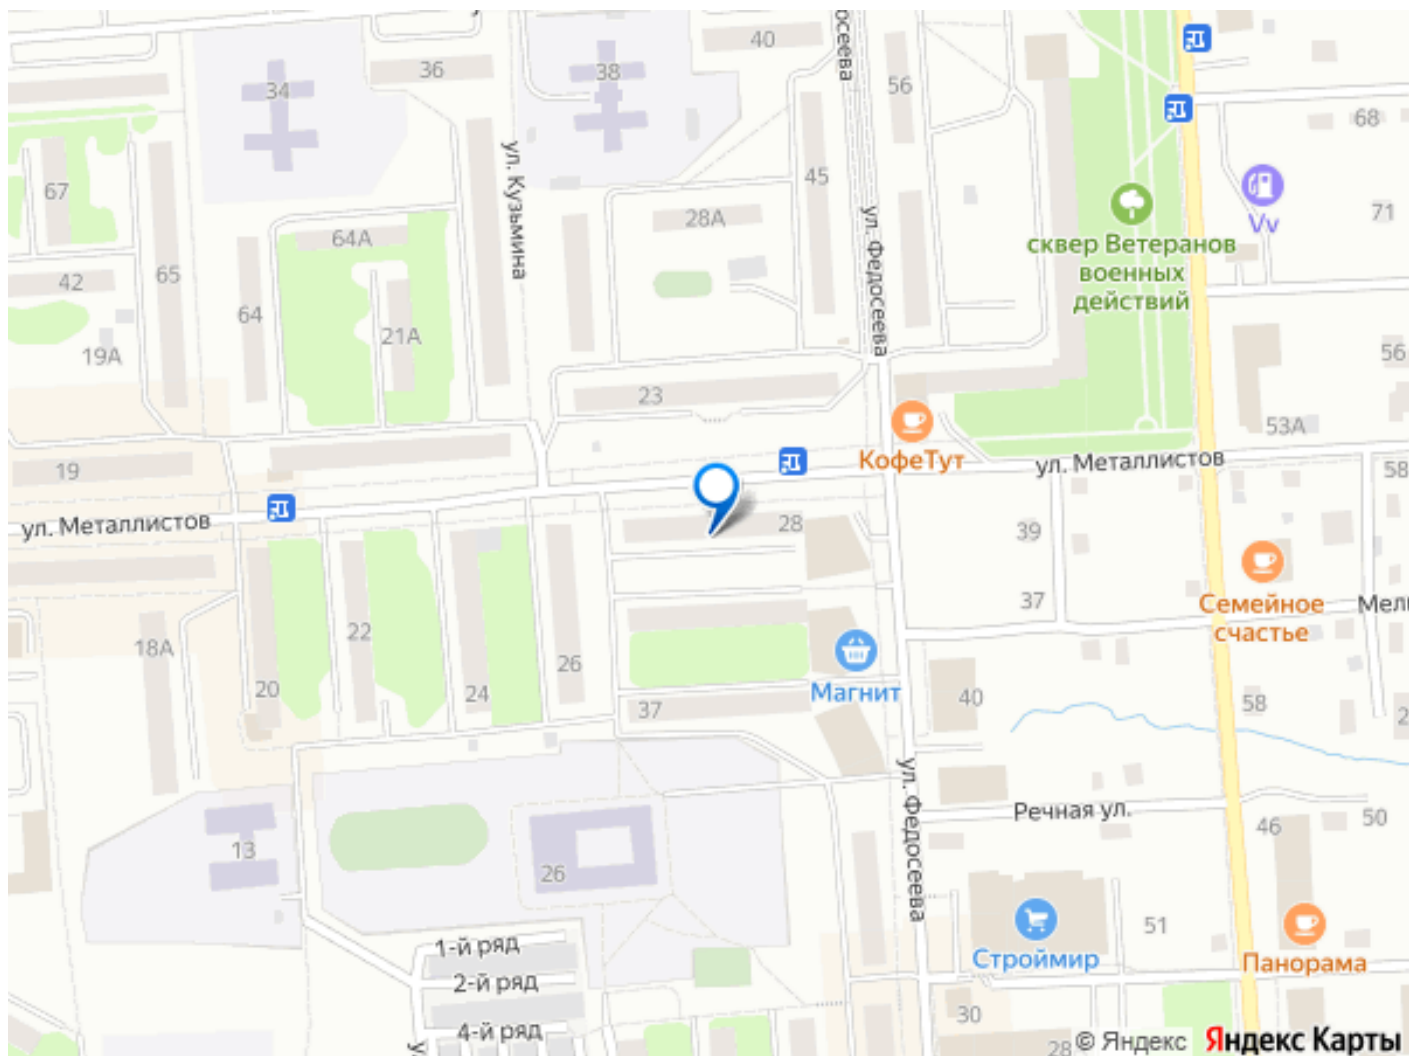 40
36
38
34
56
68
ул. Кузьмина
67
45
71
Vv
28А
ул. Федосеева
сквер Ветеранов
военных
действий
64А
65
42
64
21А
19А
56
23
53А
КофеТут
ул. Металлистов
58
19
ул. Металлистов
28
39
37
Семейное
счастье
22
18А
26
20
24
37
Магнит
40
58
ул. Федосеева
Речная ул.
46
50
13
26
51
1-й ряд
2-й ряд
4-й ряд
Строймир
Панорама
30
28
© Яндекс
Яндекс Карты